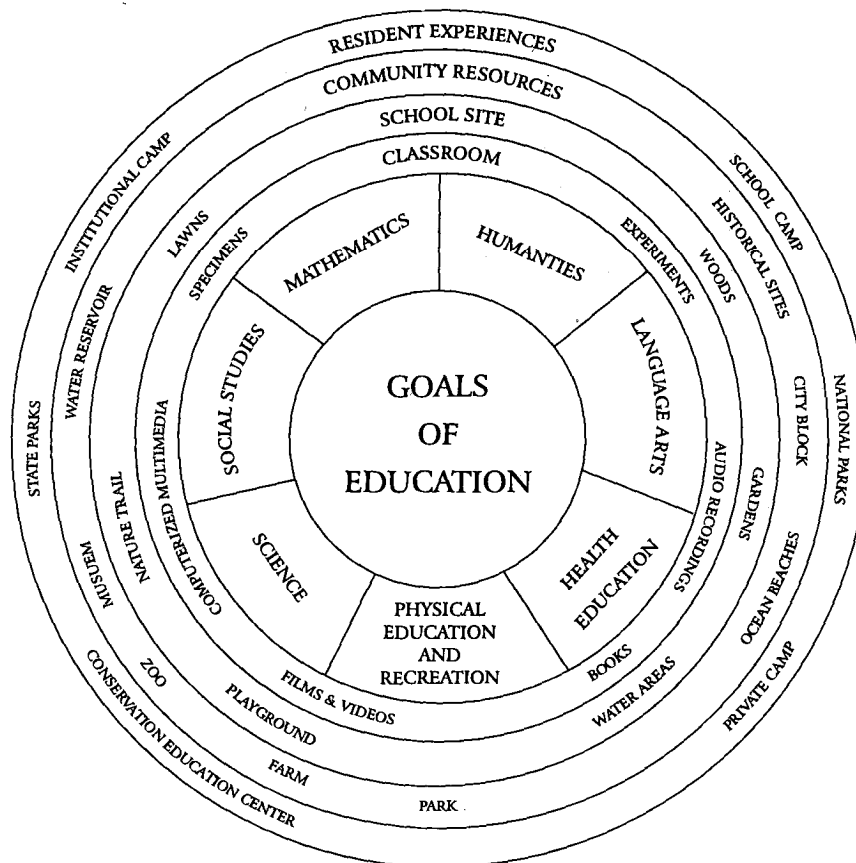 RESIDENT EXPERIENCES
SCHOOL CAMP
NATIONAL PARKS
PRIVATE CAMP
CONSERVATION EDUCATION CENTER
STATE PARKS
INSTITUTIONAL CAMP
COMMUNITY RESOURCES
HISTORICAL SITES
CITY BLOCK
OCEAN BEACHES
PARK
FARM
ZOO
MUSUEM
WATER RESERVOIR
SCHOOL SITE
WOODS
GARDENS
WATER AREAS
PLAYGROUND
NATURE TRAIL
LAWNS
CLASSROOM
EXPERIMENTS
AUDIO RECORDINGS
BOOKS
FILMS & VIDEOS
COMPUTERIZED MULTIMEDIA
SPECIMENS
MATHEMATICS
HUMANTIES
LANGUAGE ARTS
HEALTH
EDUCATION
PHYSICAL
EDUCATION
AND
RECREATION
SCIENCE
SOCIAL STUDIES
GOALS
OF
EDUCATION